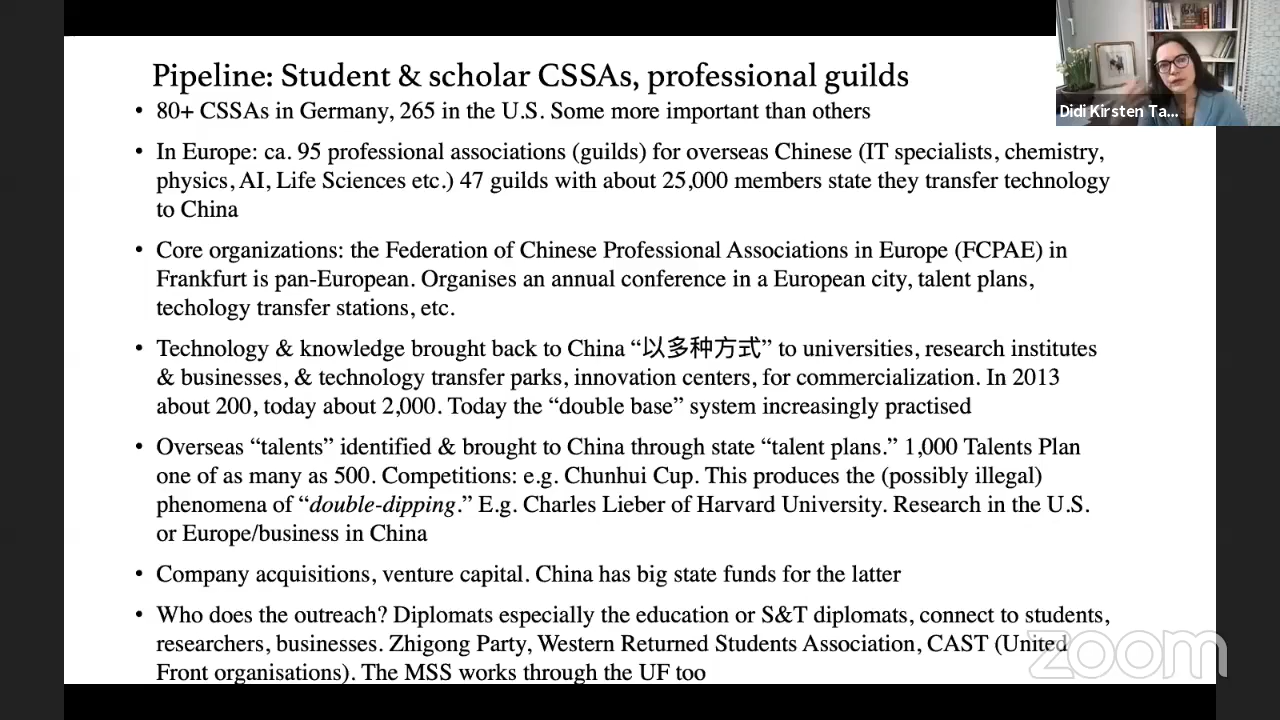 Pipeline: Student & scholar CSSAs, professional guilds
• 80+ CSSAs in Germany, 265 in the U.S. Some more important than others
• In Europe: ca. 95 professional associations (guilds) for overseas Chinese (IT specialists, chemistry,
physics, AI, Life Sciences etc.) 47 guilds with about 25,000 members state they transfer technology
to China
• Core organizations: the Federation of Chinese Professional Associations in Europe (FCPAE) in
Frankfurt is pan-European. Organises an annual conference in a European city, talent plans,
techology transfer stations, etc.
• Technology & knowledge brought back to China “以多种方式” to universities, research institutes
& businesses, & technology transfer parks, innovation centers, for commercialization. In 2013
about 200, today about 2,000. Today the “double base” system increasingly practised
• Overseas “talents” identified & brought to China through state “talent plans.” 1,000 Talents Plan
one of as many as 500. Competitions: e.g. Chunhui Cup. This produces the (possibly illegal)
phenomena of “double-dipping.” E.g. Charles Lieber of Harvard University. Research in the U.S.
or Europe/business in China
• Company acquisitions, venture capital. China has big state funds for the latter
• Who does the outreach? Diplomats especially the education or S&T diplomats, connect to students,
researchers, businesses. Zhigong Party, Western Returned Students Association, CAST (United
Front organisations). The MSS works through the UF too
Didi Kirsten Ta...
zoom